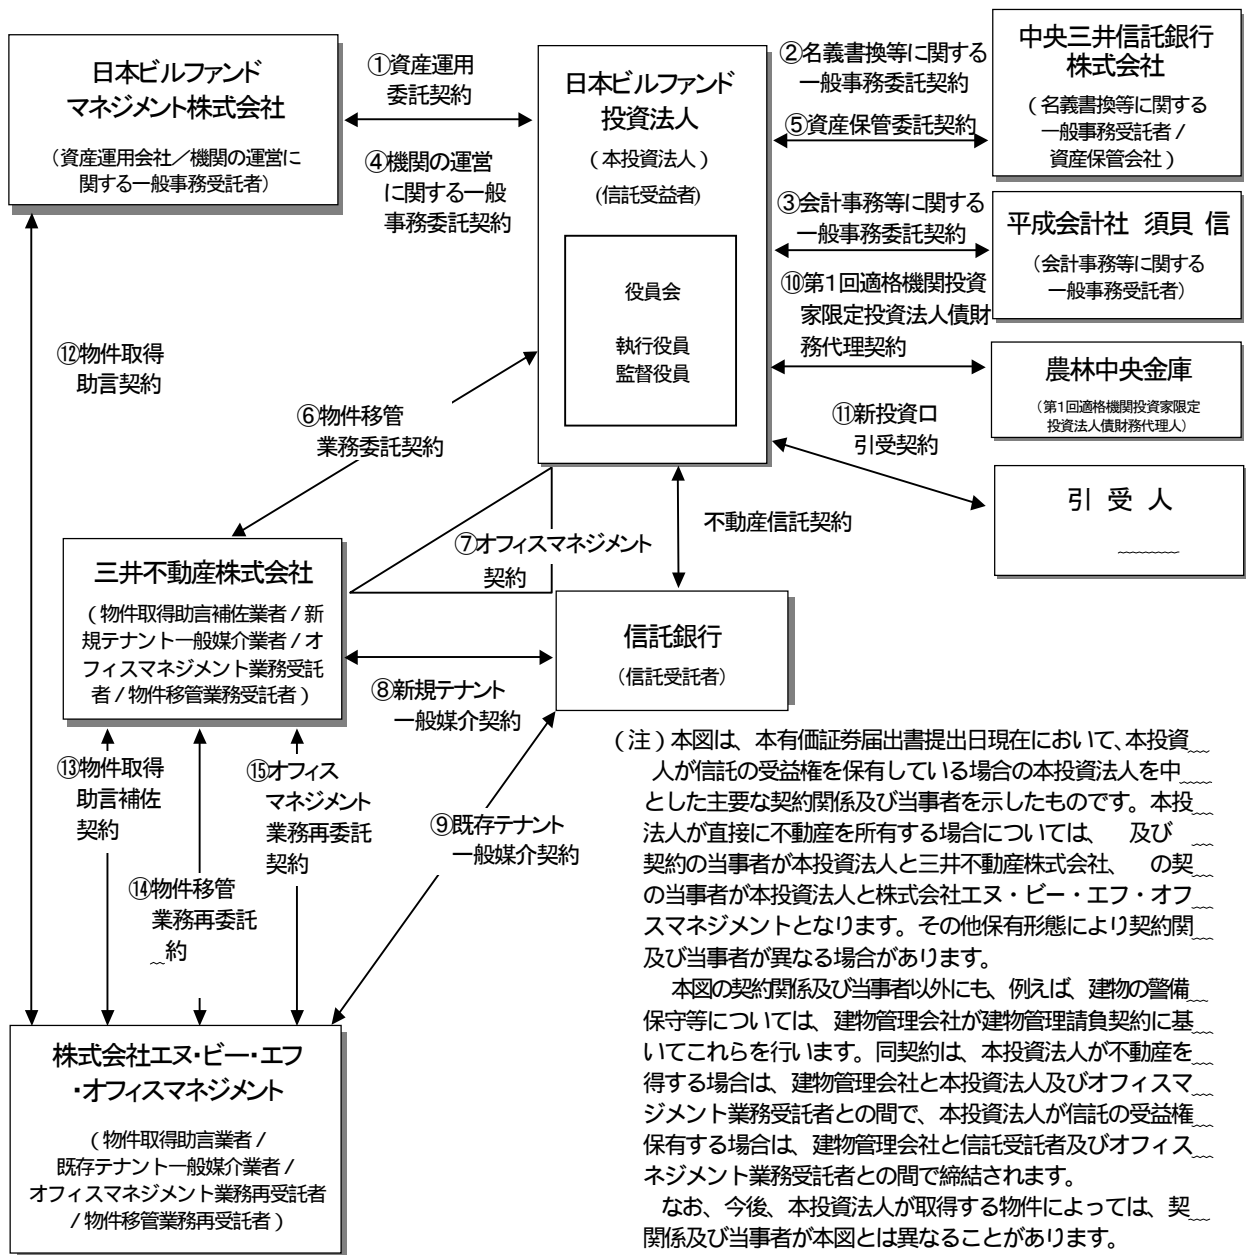 日本ビルファンド
マネジメント株式会社
（資産運用会社／機関の運営に
関する一般事務受託者）
①資産運用
委託契約
④機関の運営
に関する一般
事務委託契約
日本ビルファンド
投資法人
（本投資法人）
(信託受益者)
役員会
執行役員
監督役員
②名義書換等に関する
一般事務委託契約
⑤資産保管委託契約
中央三井信託銀行
株式会社
（名義書換等に関する
一般事務受託者/
資産保管会社）
③会計事務等に関する
一般事務委託契約
平成会計社 須貝 信
（会計事務等に関する
一般事務受託者）
⑩第1回適格機関投資
家限定投資法人債財
務代理契約
農林中央金庫
（第1回適格機関投資家限定
投資法人債財務代理人）
⑪新投資口
引受契約
引 受 人
⑫物件取得
助言契約
⑥物件移管
業務委託契約
⑦オフィスマネジメント
契約
不動産信託契約
三井不動産株式会社
（物件取得助言補佐業者/新
規テナント一般媒介業者/オ
フィスマネジメント業務受託
者/物件移管業務受託者）
信託銀行
（信託受託者）
⑧新規テナント
一般媒介契約
⑬物件取得
助言補佐
契約
⑭物件移管
業務再委託
約
⑮オフィス
マネジメント
業務再委託
契約
⑨既存テナント
一般媒介契約
株式会社エヌ・ビー・エフ
・オフィスマネジメント
（物件取得助言業者/
既存テナント一般媒介業者/
オフィスマネジメント業務再受託者
/物件移管業務再受託者）
（注）本図は、本有価証券届出書提出日現在において、本投資
人が信託の受益権を保有している場合の本投資法人を中
とした主要な契約関係及び当事者を示したものです。本投
法人が直接に不動産を所有する場合については、 及び
契約の当事者が本投資法人と三井不動産株式会社、 の契
の当事者が本投資法人と株式会社エヌ・ビー・エフ・オフ
スマネジメントとなります。その他保有形態により契約関
及び当事者が異なる場合があります。
本図の契約関係及び当事者以外にも、例えば、建物の警備
保守等については、建物管理会社が建物管理請負契約に基
いてこれらを行います。同契約は、本投資法人が不動産を
得する場合は、建物管理会社と本投資法人及びオフィスマ
ジメント業務受託者との間で、本投資法人が信託の受益権
保有する場合は、建物管理会社と信託受託者及びオフィス
ネジメント業務受託者との間で締結されます。
なお、今後、本投資法人が取得する物件によっては、契
関係及び当事者が本図とは異なることがあります。